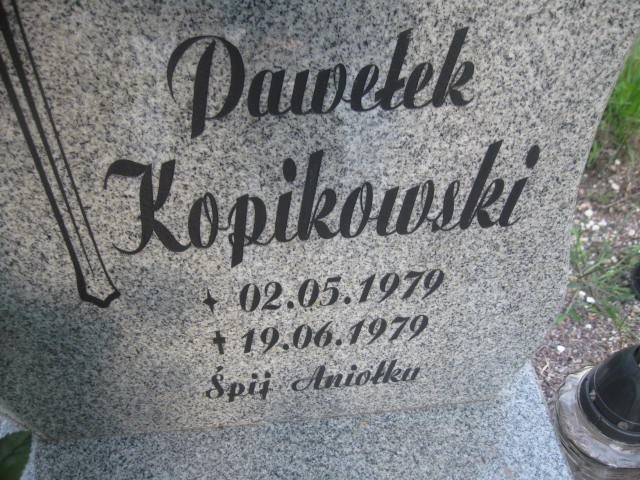 Pawełek
Kopikowski
02.05.1979
✝ 19.06.1979
Śpij Aniołku